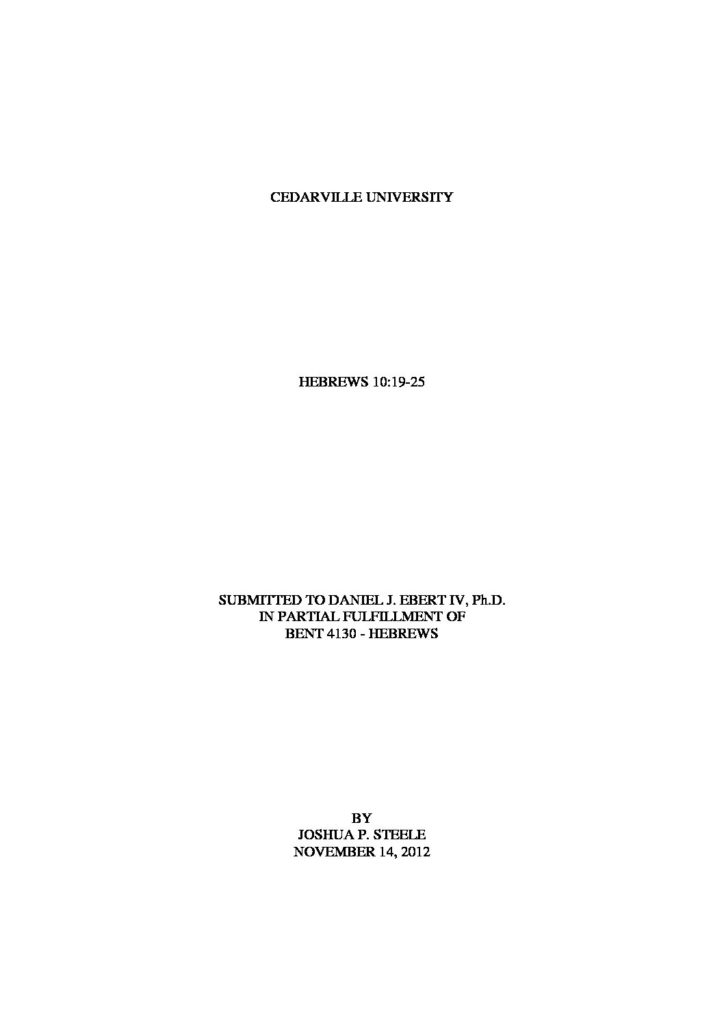 CEDARVILLE UNIVERSITY
HEBREWS 10:19-25
SUBMITTED TO DANIEL J. EBERT IV, Ph.D.
IN PARTIAL FULFILLMENT OF
BENT 4130 - HEBREWS
BY
JOSHUA P. STEELE
NOVEMBER 14, 2012